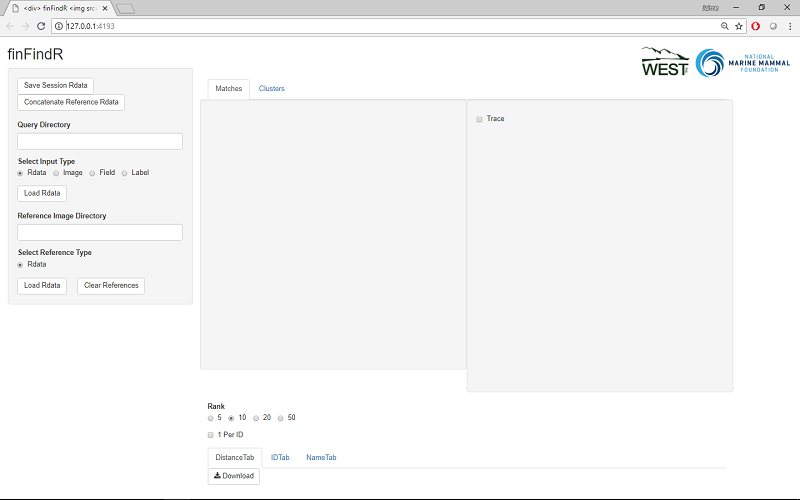 <div> finFindR <img src=
Jaime
127.0.0.1:4193
finFindR
WEST
NATIONAL
MARINE MAMMAL
FOUNDATION
Save Session Rdata
Concatenate Reference Rdata
Query Directory
Select Input Type
Rdata Image Field Label
Load Rdata
Reference Image Directory
Select Reference Type
Rdata
Load Rdata Clear References
Matches Clusters
Trace
Rank
5 10 20 50
1 Per ID
DistanceTab IDTab NameTab
Download